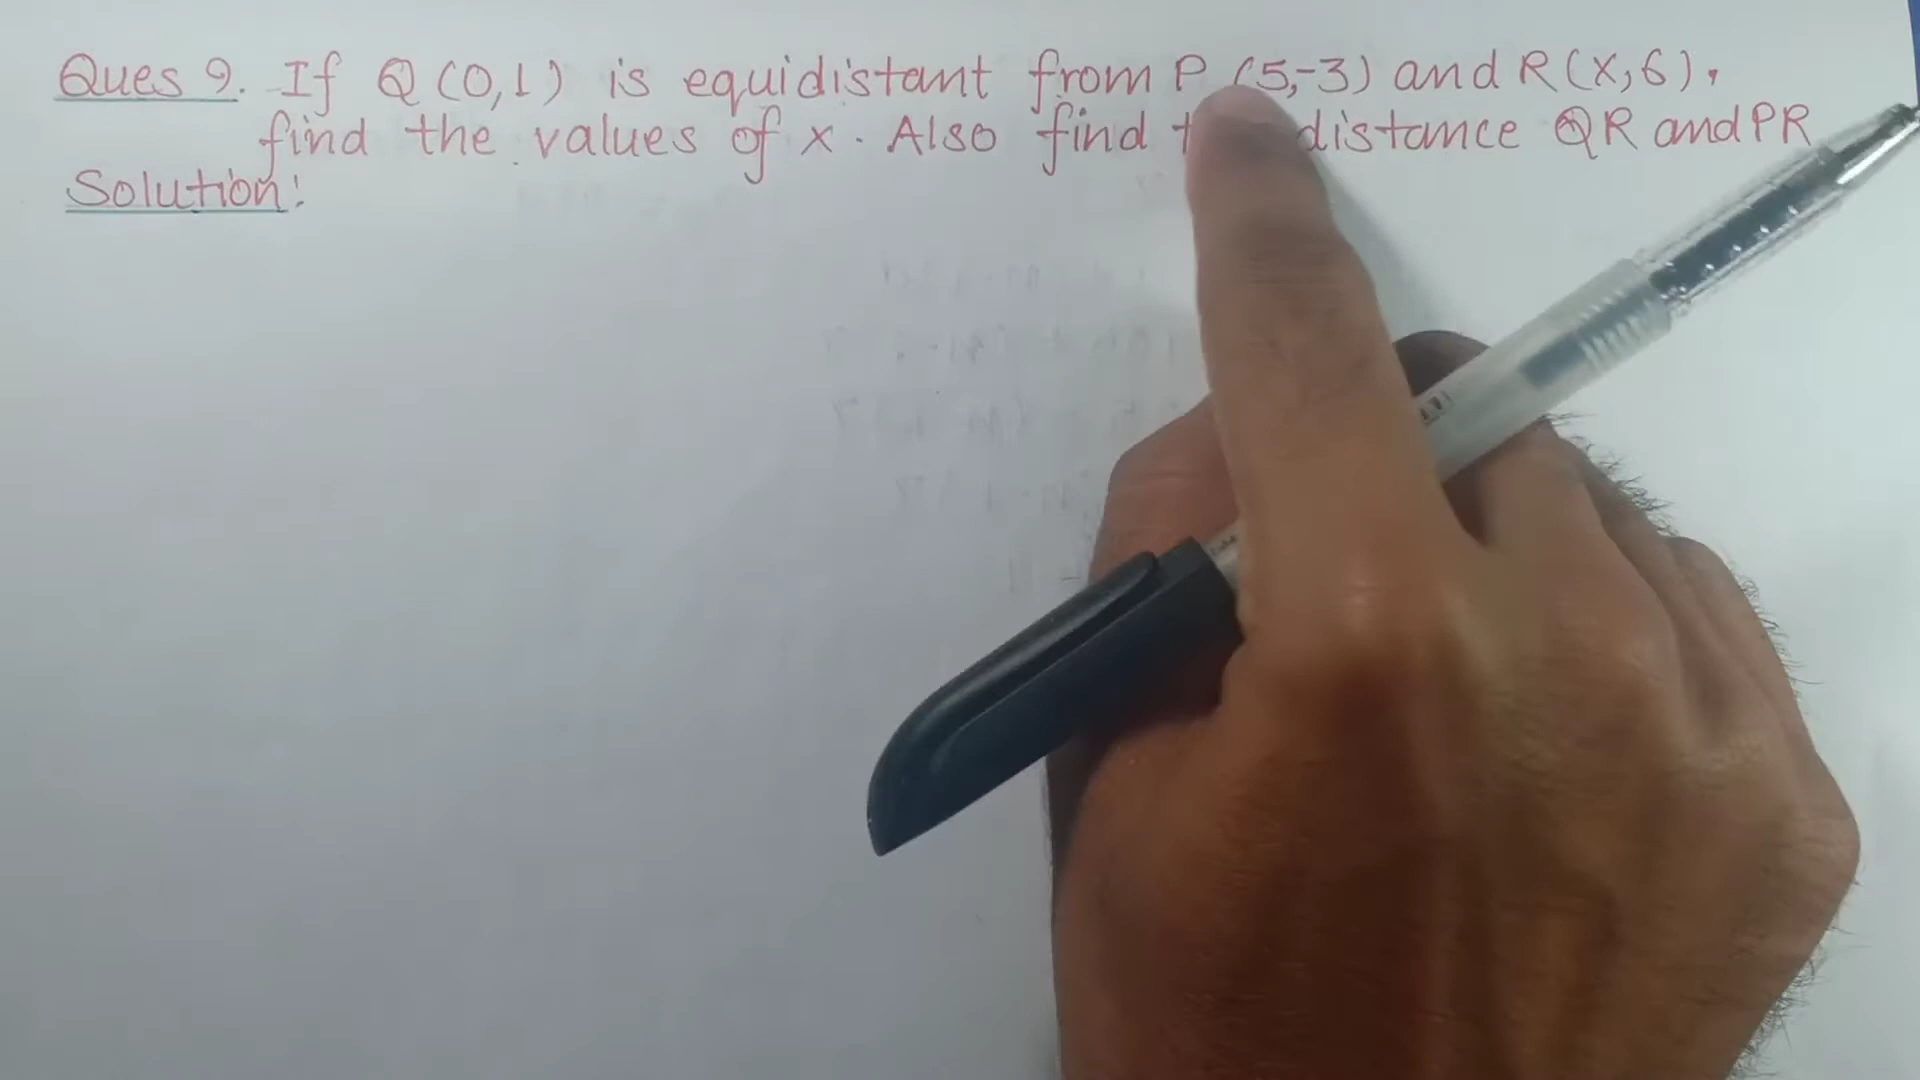 Ques 9. If Q (0,1) is equidistant from P (5,-3) and R(x,6),
find the values of x. Also find distance QR and PR
Solution: